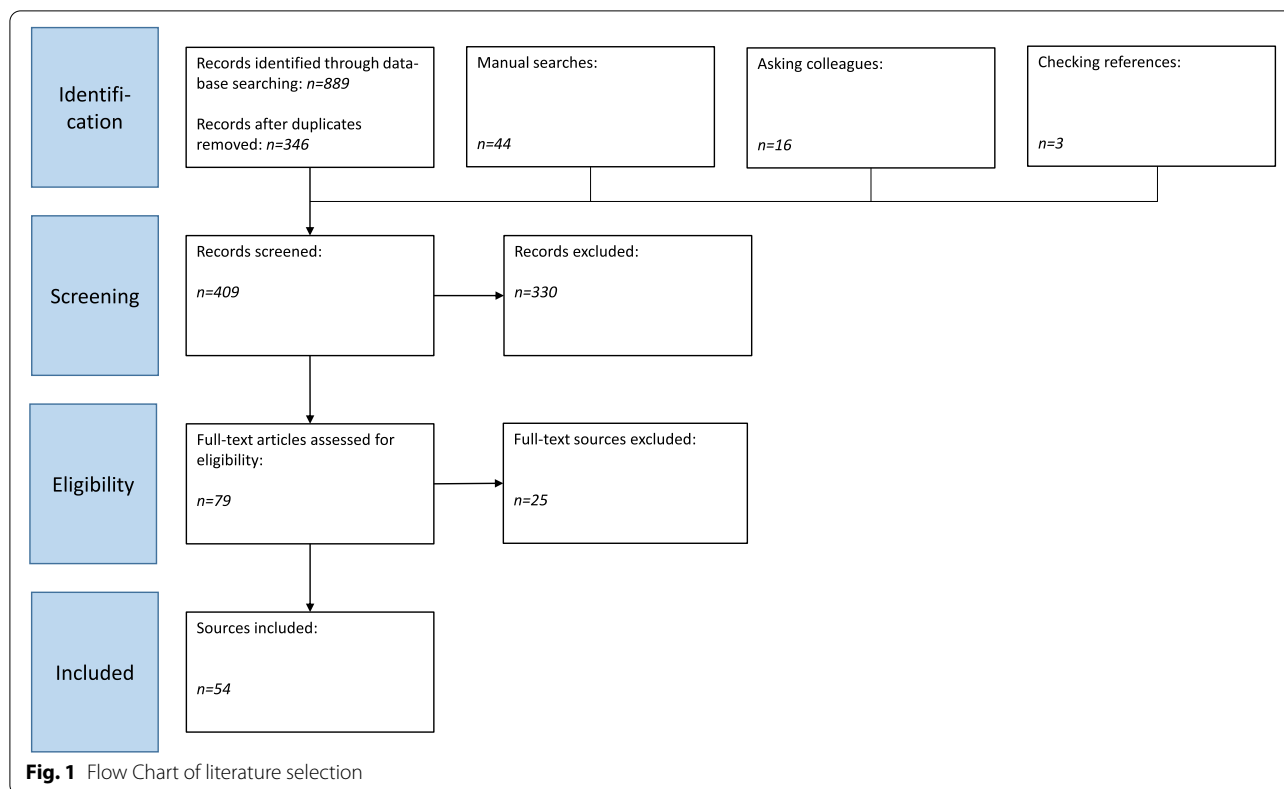 Identifi-
cation
Records identified through data-
base searching: n=889
Records after duplicates
removed: n=346
Manual searches:
n=44
Asking colleagues:
n=16
Checking references:
n=3
Screening
Records screened:
n=409
Records excluded:
n=330
Eligibility
Full-text articles assessed for
eligibility:
n=79
Full-text sources excluded:
n=25
Included
Sources included:
n=54
Fig. 1 Flow Chart of literature selection